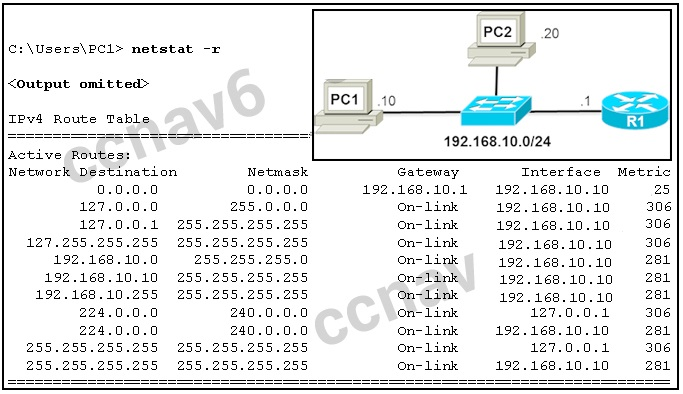 C:\Users\PC1> netstat -r
<Output omitted>
IPv4 Route Table
Active Routes:
Network Destination Netmask Gateway Interface Metric
0.0.0.0 0.0.0.0 192.168.10.1 192.168.10.10 25
127.0.0.0 255.0.0.0 On-link 192.168.10.10 306
127.0.0.1 255.255.255.255 On-link 192.168.10.10 306
127.255.255.255 255.255.255.255 On-link 192.168.10.10 306
192.168.10.0 255.255.255.0 On-link 192.168.10.10 281
192.168.10.10 255.255.255.255 On-link 192.168.10.10 281
192.168.10.255 255.255.255.255 On-link 192.168.10.10 281
224.0.0.0 240.0.0.0 On-link 127.0.0.1 306
224.0.0.0 240.0.0.0 On-link 192.168.10.10 281
255.255.255.255 255.255.255.255 On-link 127.0.0.1 306
255.255.255.255 255.255.255.255 On-link 192.168.10.10 281
PC2
.20
PC1
.10
.1
R1
192.168.10.0/24
ccnav6
ccnav